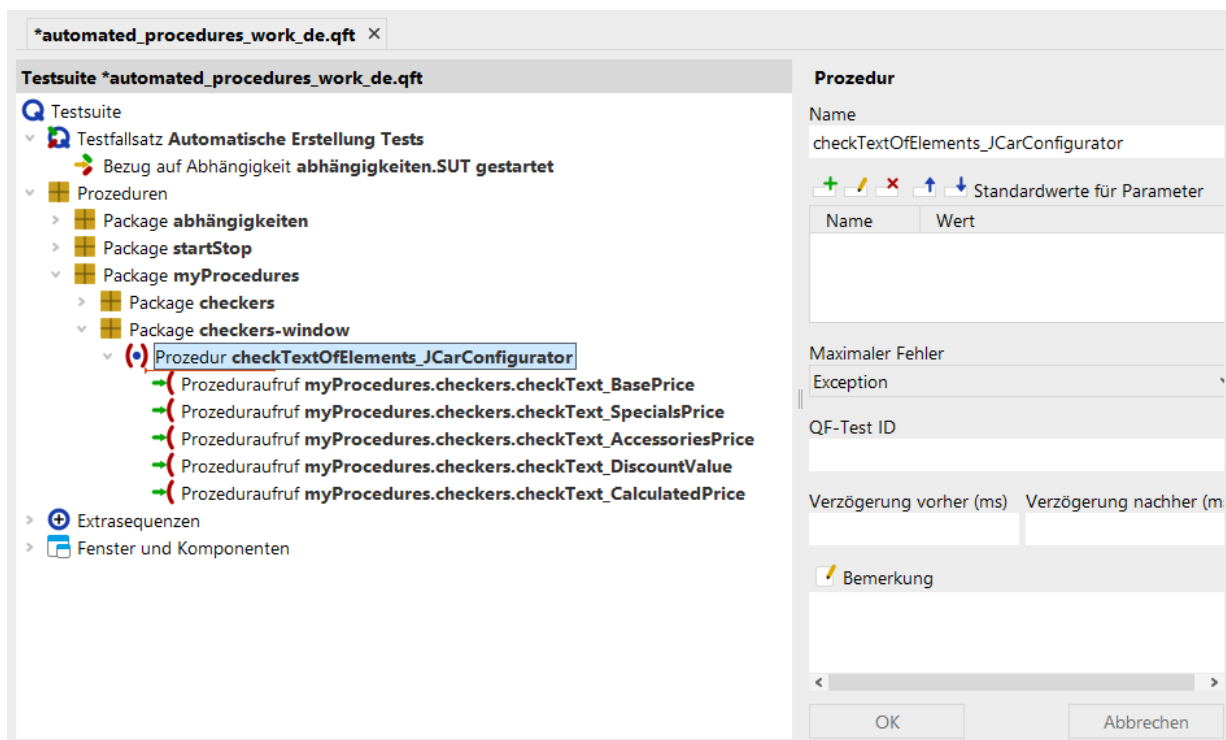 *automated_procedures_work_de.qft ×
Testsuite *automated_procedures_work_de.qft
Testsuite
Testfallsatz Automatische Erstellung Tests
Bezug auf Abhängigkeit abhängigkeiten.SUT gestartet
Prozeduren
Package abhängigkeiten
Package startStop
Package myProcedures
Package checkers
Package checkers-window
Prozedur checkTextOfElements_JCarConfigurator
Prozeduraufruf myProcedures.checkers.checkText_BasePrice
Prozeduraufruf myProcedures.checkers.checkText_SpecialsPrice
Prozeduraufruf myProcedures.checkers.checkText_AccessoriesPrice
Prozeduraufruf myProcedures.checkers.checkText_DiscountValue
Prozeduraufruf myProcedures.checkers.checkText_CalculatedPrice
Extrasequenzen
Fenster und Komponenten
Prozedur
Name
checkTextOfElements_JCarConfigurator
Standardwerte für Parameter
Name Wert
Maximaler Fehler
Exception
QF-Test ID
Verzögerung vorher (ms) Verzögerung nachher (m
Bemerkung
OK Abbrechen